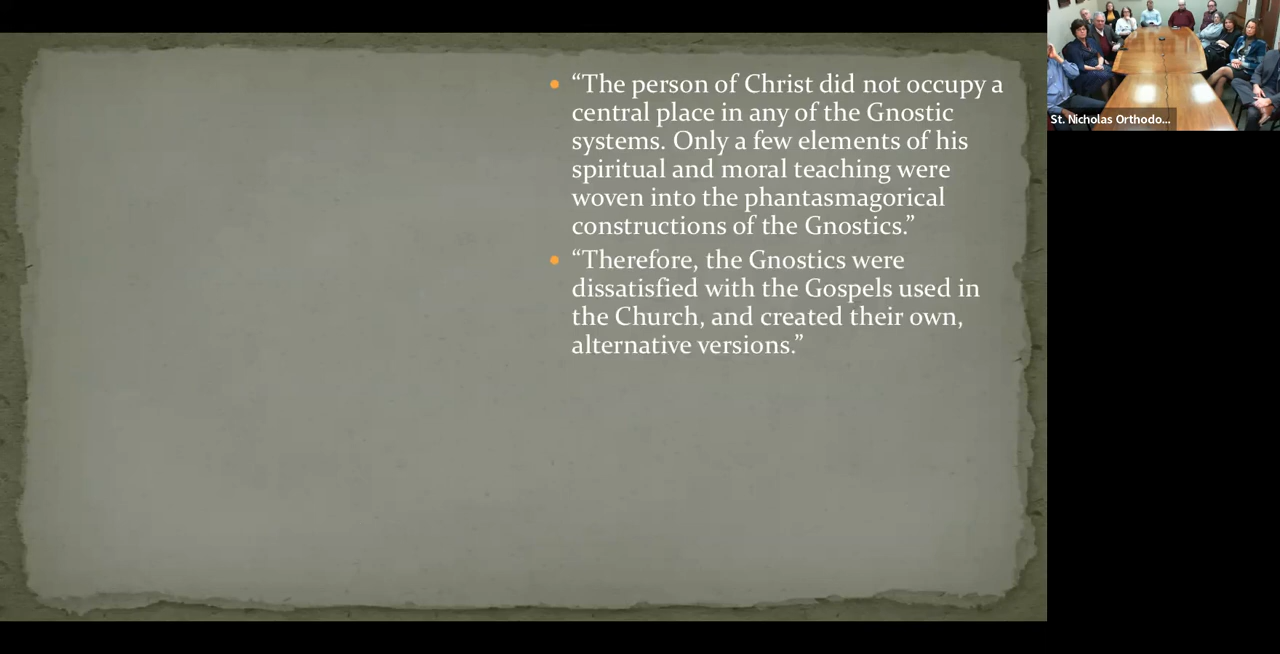 “The person of Christ did not occupy a
central place in any of the Gnostic
systems. Only a few elements of his
spiritual and moral teaching were
woven into the phantasmagorical
constructions of the Gnostics.”
“Therefore, the Gnostics were
dissatisfied with the Gospels used in
the Church, and created their own,
alternative versions.”
St. Nicholas Orthodo...